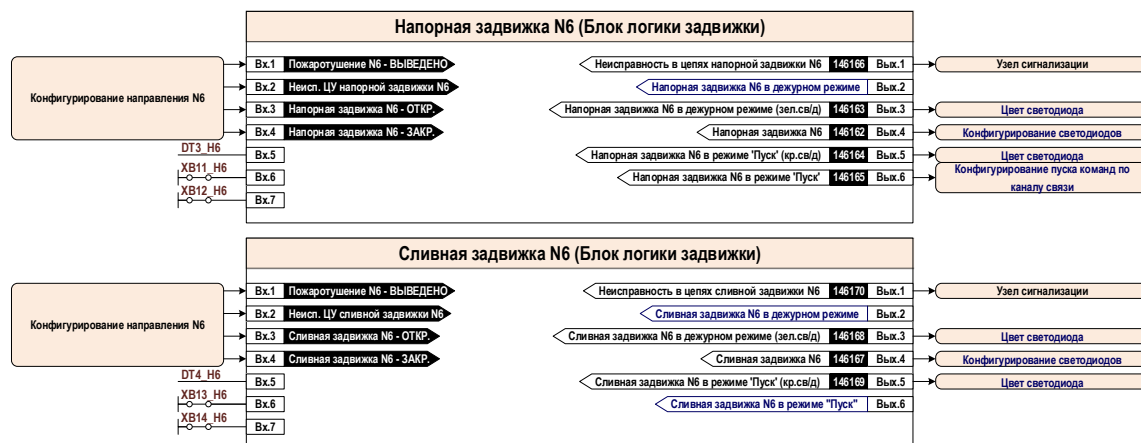 Напорная задвижка N6 (Блок логики задвижки)
Конфигурирование направления N6
Вх.1 Пожаротушение N6 - ВЫВЕДЕНО
Вх.2 Неисп. ЦУ напорной задвижки N6
Вх.3 Напорная задвижка N6 - ОТКР.
Вх.4 Напорная задвижка N6 - ЗАКР.
DT3_Н6 Вх.5
XB11_Н6 Вх.6
XB12_Н6 Вх.7
Неисправность в цепях напорной задвижки N6 146166 Вых.1 Узел сигнализации
Напорная задвижка N6 в дежурном режиме Вых.2
Напорная задвижка N6 в дежурном режиме (зел.св/д) 146163 Вых.3 Цвет светодиода
Напорная задвижка N6 146162 Вых.4 Конфигурирование светодиодов
Напорная задвижка N6 в режиме 'Пуск' (кр.св/д) 146164 Вых.5 Цвет светодиода
Напорная задвижка N6 в режиме 'Пуск' 146165 Вых.6 Конфигурирование пуска команд по
каналу связи
Сливная задвижка N6 (Блок логики задвижки)
Конфигурирование направления N6
Вх.1 Пожаротушение N6 - ВЫВЕДЕНО
Вх.2 Неисп. ЦУ сливной задвижки N6
Вх.3 Сливная задвижка N6 - ОТКР.
Вх.4 Сливная задвижка N6 - ЗАКР.
DT4_Н6 Вх.5
XB13_Н6 Вх.6
XB14_Н6 Вх.7
Неисправность в цепях сливной задвижки N6 146170 Вых.1 Узел сигнализации
Сливная задвижка N6 в дежурном режиме Вых.2
Сливная задвижка N6 в дежурном режиме (зел.св/д) 146168 Вых.3 Цвет светодиода
Сливная задвижка N6 146167 Вых.4 Конфигурирование светодиодов
Сливная задвижка N6 в режиме 'Пуск' (кр.св/д) 146169 Вых.5 Цвет светодиода
Сливная задвижка N6 в режиме "Пуск" Вых.6